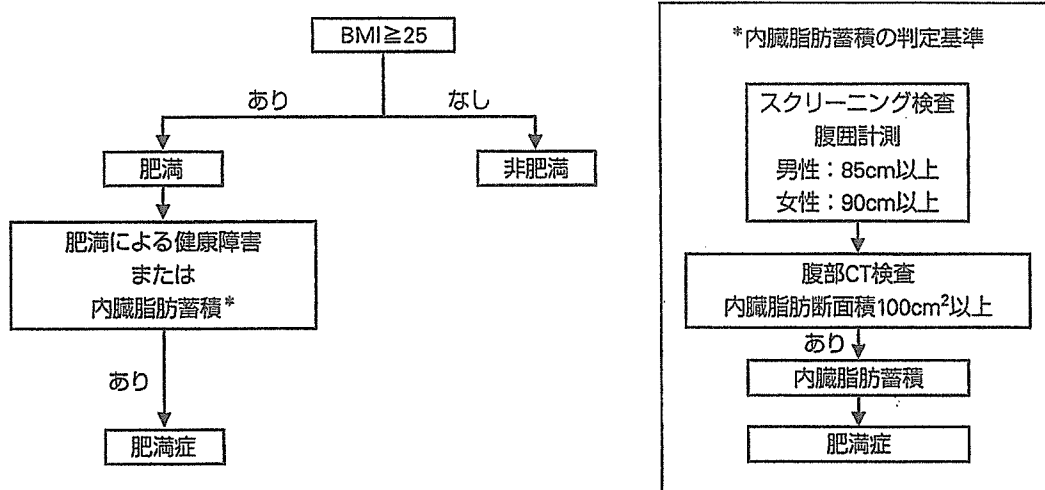 BMI≧25
あり
なし
肥満
非肥満
肥満による健康障害
または
内臓脂肪蓄積*
あり
肥満症
*内臓脂肪蓄積の判定基準
スクリーニング検査
腹囲計測
男性：85cm以上
女性：90cm以上
腹部CT検査
内臓脂肪断面積100cm²以上
あり
内臓脂肪蓄積
肥満症